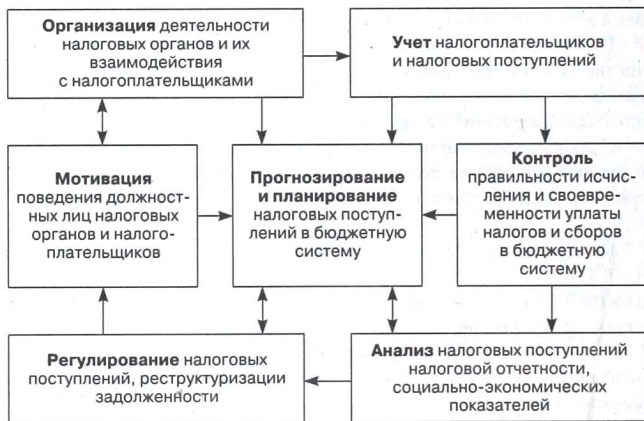 Организация деятельности
налоговых органов и их
взаимодействия
с налогоплательщиками
Учет налогоплательщиков
и налоговых поступлений
Мотивация
поведения должност-
ных лиц налоговых
органов и налого-
плательщиков
Прогнозирование
и планирование
налоговых поступ-
лений в бюджетную
систему
Контроль
правильности исчис-
ления и своевре-
менности уплаты
налогов и сборов
в бюджетную
систему
Регулирование налоговых
поступлений, реструктуризации
задолженности
Анализ налоговых поступлений
налоговой отчетности,
социально-экономических
показателей